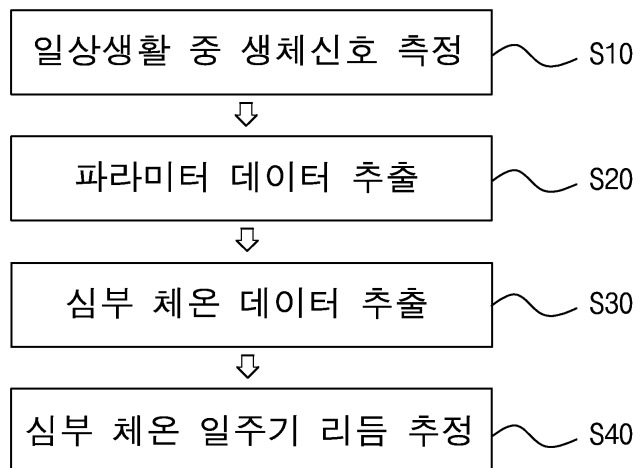 일상생활 중 생체신호 측정 S10
파라미터 데이터 추출 S20
심부 체온 데이터 추출 S30
심부 체온 일주기 리듬 추정 S40